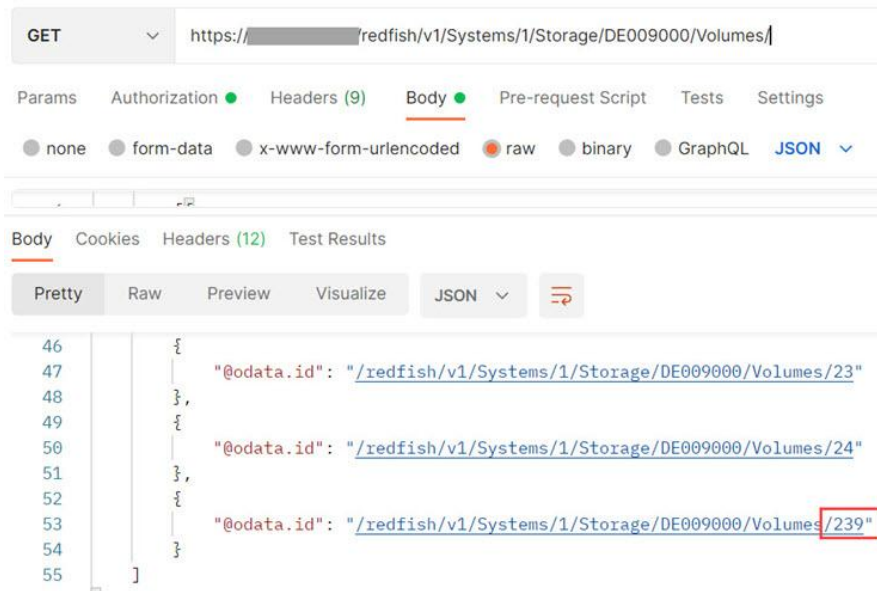 GET https:// /redfish/v1/Systems/1/Storage/DE009000/Volumes/
Params Authorization Headers (9) Body Pre-request Script Tests Settings
none form-data x-www-form-urlencoded raw binary GraphQL JSON
Body Cookies Headers (12) Test Results
Pretty Raw Preview Visualize JSON
46 {
47 "@odata.id": "/redfish/v1/Systems/1/Storage/DE009000/Volumes/23"
48 },
49 {
50 "@odata.id": "/redfish/v1/Systems/1/Storage/DE009000/Volumes/24"
51 },
52 {
53 "@odata.id": "/redfish/v1/Systems/1/Storage/DE009000/Volumes/239"
54 }
55 ]